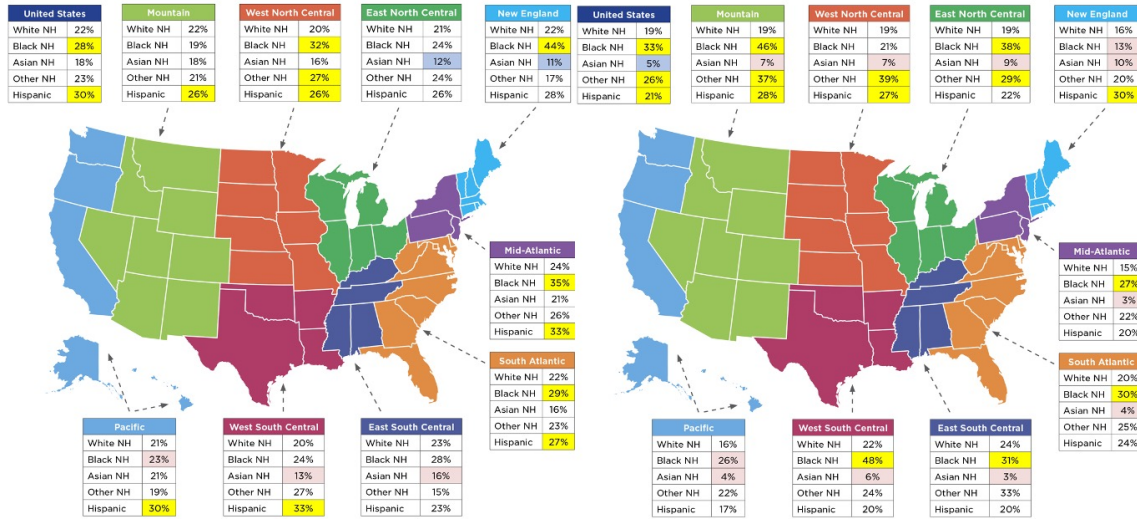 United States
White NH 22%
Black NH 28%
Asian NH 18%
Other NH 23%
Hispanic 30%
Mountain
White NH 22%
Black NH 19%
Asian NH 18%
Other NH 21%
Hispanic 26%
West North Central
White NH 20%
Black NH 32%
Asian NH 16%
Other NH 27%
Hispanic 26%
East North Central
White NH 21%
Black NH 24%
Asian NH 12%
Other NH 24%
Hispanic 26%
New England
White NH 22%
Black NH 44%
Asian NH 11%
Other NH 17%
Hispanic 28%
Mid-Atlantic
White NH 24%
Black NH 35%
Asian NH 21%
Other NH 26%
Hispanic 33%
South Atlantic
White NH 22%
Black NH 29%
Asian NH 16%
Other NH 23%
Hispanic 27%
Pacific
White NH 21%
Black NH 23%
Asian NH 21%
Other NH 19%
Hispanic 30%
West South Central
White NH 20%
Black NH 24%
Asian NH 13%
Other NH 27%
Hispanic 33%
East South Central
White NH 23%
Black NH 28%
Asian NH 16%
Other NH 15%
Hispanic 23%
United States
White NH 19%
Black NH 33%
Asian NH 5%
Other NH 26%
Hispanic 21%
Mountain
White NH 19%
Black NH 46%
Asian NH 7%
Other NH 37%
Hispanic 28%
West North Central
White NH 19%
Black NH 21%
Asian NH 7%
Other NH 39%
Hispanic 27%
East North Central
White NH 19%
Black NH 38%
Asian NH 9%
Other NH 29%
Hispanic 22%
New England
White NH 16%
Black NH 13%
Asian NH 10%
Other NH 20%
Hispanic 30%
Mid-Atlantic
White NH 15%
Black NH 27%
Asian NH 3%
Other NH 22%
Hispanic 20%
South Atlantic
White NH 20%
Black NH 30%
Asian NH 4%
Other NH 25%
Hispanic 24%
Pacific
White NH 16%
Black NH 26%
Asian NH 4%
Other NH 22%
Hispanic 17%
West South Central
White NH 22%
Black NH 48%
Asian NH 6%
Other NH 24%
Hispanic 20%
East South Central
White NH 24%
Black NH 31%
Asian NH 3%
Other NH 33%
Hispanic 20%